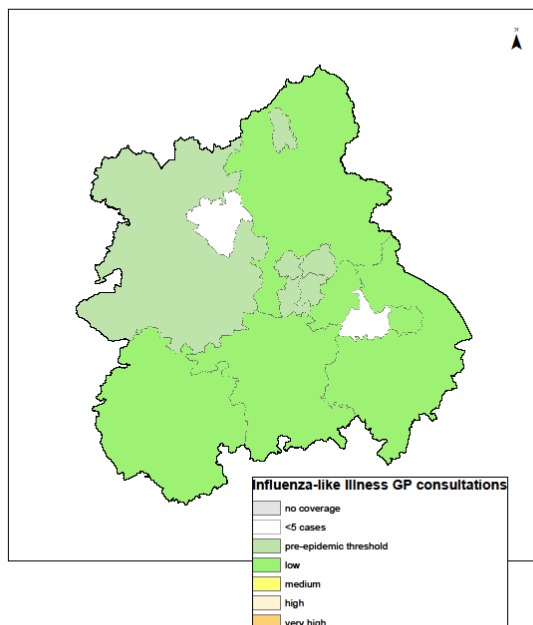 N
Influenza-like Illness GP consultations
no coverage
<5 cases
pre-epidemic threshold
low
medium
high
very high